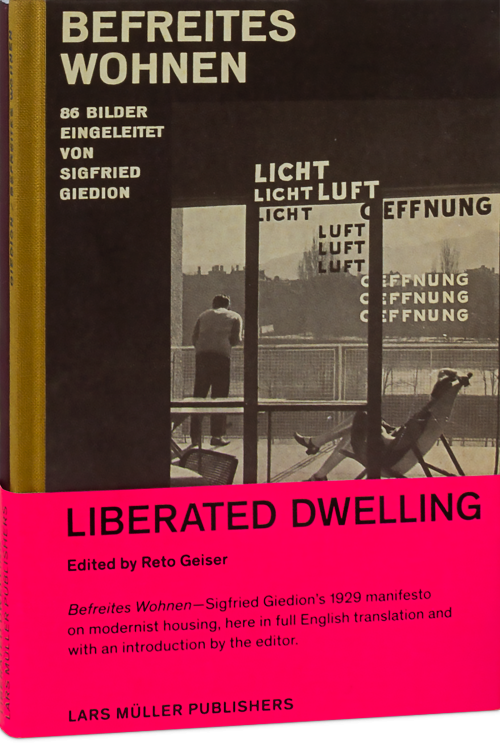 BEFREITES
WOHNEN
86 BILDER
EINGELEITET
VON
SIGFRIED
GIEDION
LICHT
LICHT LUFT
LICHT OEFFNUNG
LUFT
LUFT
LUFT
OEFFNUNG
OEFFNUNG
OEFFNUNG
LIBERATED DWELLING
Edited by Reto Geiser
Befreites Wohnen—Sigfried Giedion's 1929 manifesto
on modernist housing, here in full English translation and
with an introduction by the editor.
LARS MÜLLER PUBLISHERS
LARS MÜLLER PUBLISHERS